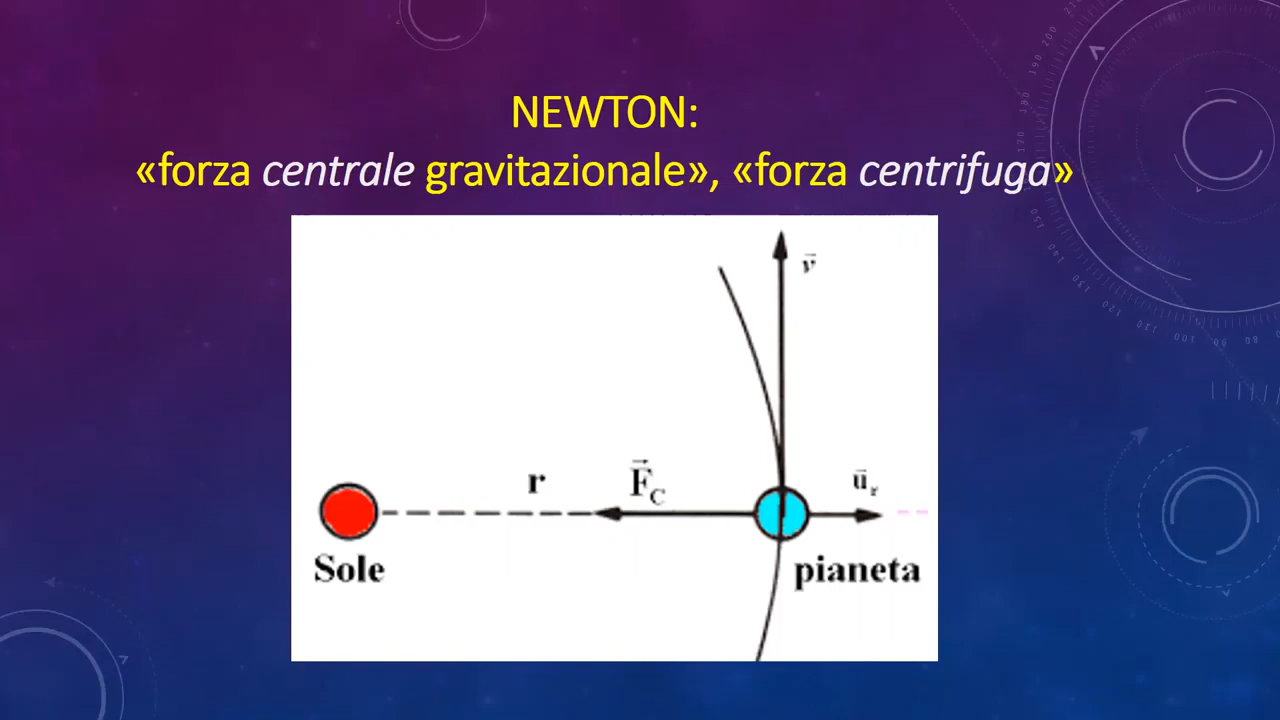 NEWTON:
«forza centrale gravitazionale», «forza centrifuga»
v
r
F_C
u_r
Sole
pianeta